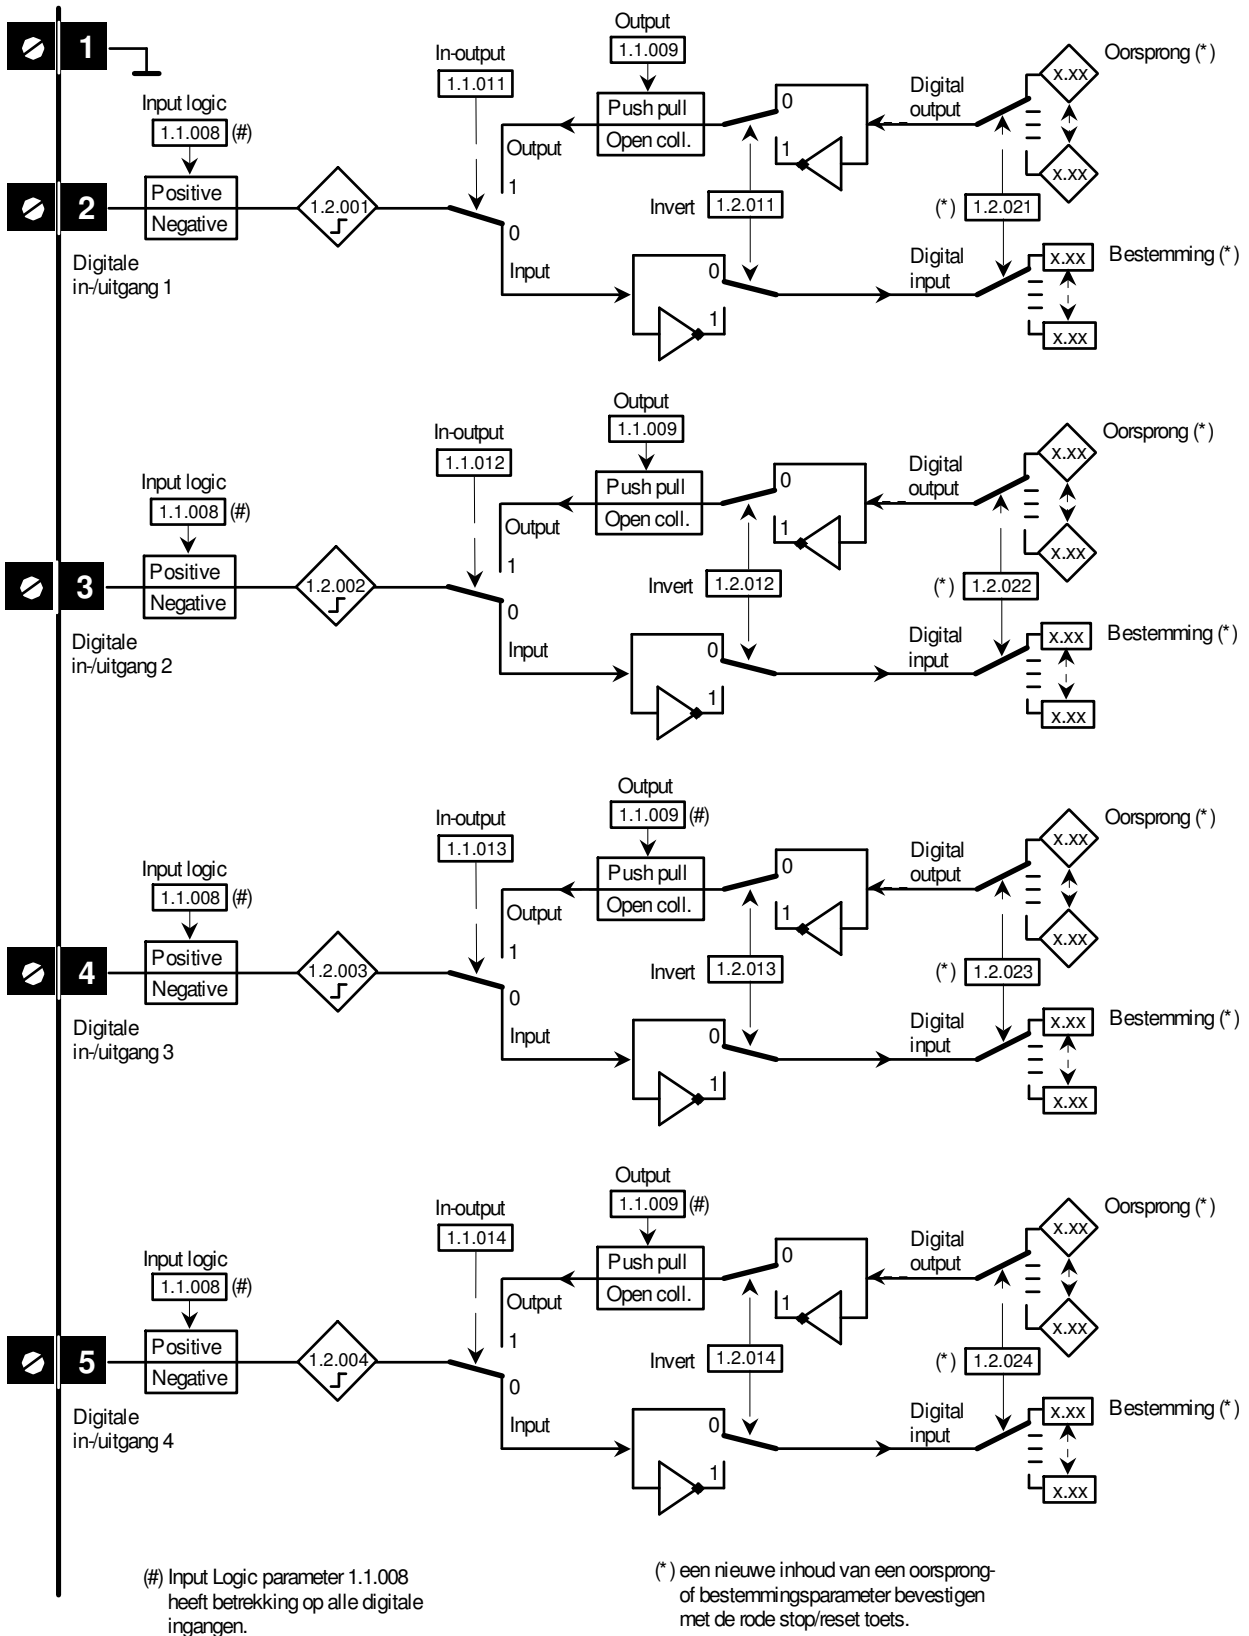 1
Output
1.1.009
In-output
1.1.011
Input logic
1.1.008 (#)
Push pull
Open coll.
0
1
Digital
output
x.xx
Oorsprong (*)
x.xx
Output
1
2
Positive
Negative
1.2.001
Invert 1.2.011
(*) 1.2.021
0
Input
Digitale
in-/uitgang 1
0
1
Digital
input
x.xx
Bestemming (*)
x.xx
Output
1.1.009
In-output
1.1.012
Input logic
1.1.008 (#)
Push pull
Open coll.
0
1
Digital
output
x.xx
Oorsprong (*)
x.xx
Output
1
3
Positive
Negative
1.2.002
Invert 1.2.012
(*) 1.2.022
0
Input
Digitale
in-/uitgang 2
0
1
Digital
input
x.xx
Bestemming (*)
x.xx
Output
1.1.009 (#)
In-output
1.1.013
Input logic
1.1.008 (#)
Push pull
Open coll.
0
1
Digital
output
x.xx
Oorsprong (*)
x.xx
Output
1
4
Positive
Negative
1.2.003
Invert 1.2.013
(*) 1.2.023
0
Input
Digitale
in-/uitgang 3
0
1
Digital
input
x.xx
Bestemming (*)
x.xx
Output
1.1.009 (#)
In-output
1.1.014
Input logic
1.1.008 (#)
Push pull
Open coll.
0
1
Digital
output
x.xx
Oorsprong (*)
x.xx
Output
1
5
Positive
Negative
1.2.004
Invert 1.2.014
(*) 1.2.024
0
Input
Digitale
in-/uitgang 4
0
1
Digital
input
x.xx
Bestemming (*)
x.xx
(#) Input Logic parameter 1.1.008
heeft betrekking op alle digitale
ingangen.
(*) een nieuwe inhoud van een oorsprong-
of bestemmingsparameter bevestigen
met de rode stop/reset toets.